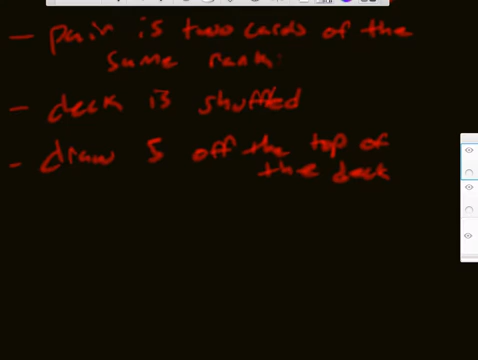 - pair is two cards of the
same rank
- deck is shuffled
- draw 5 off the top of
the deck